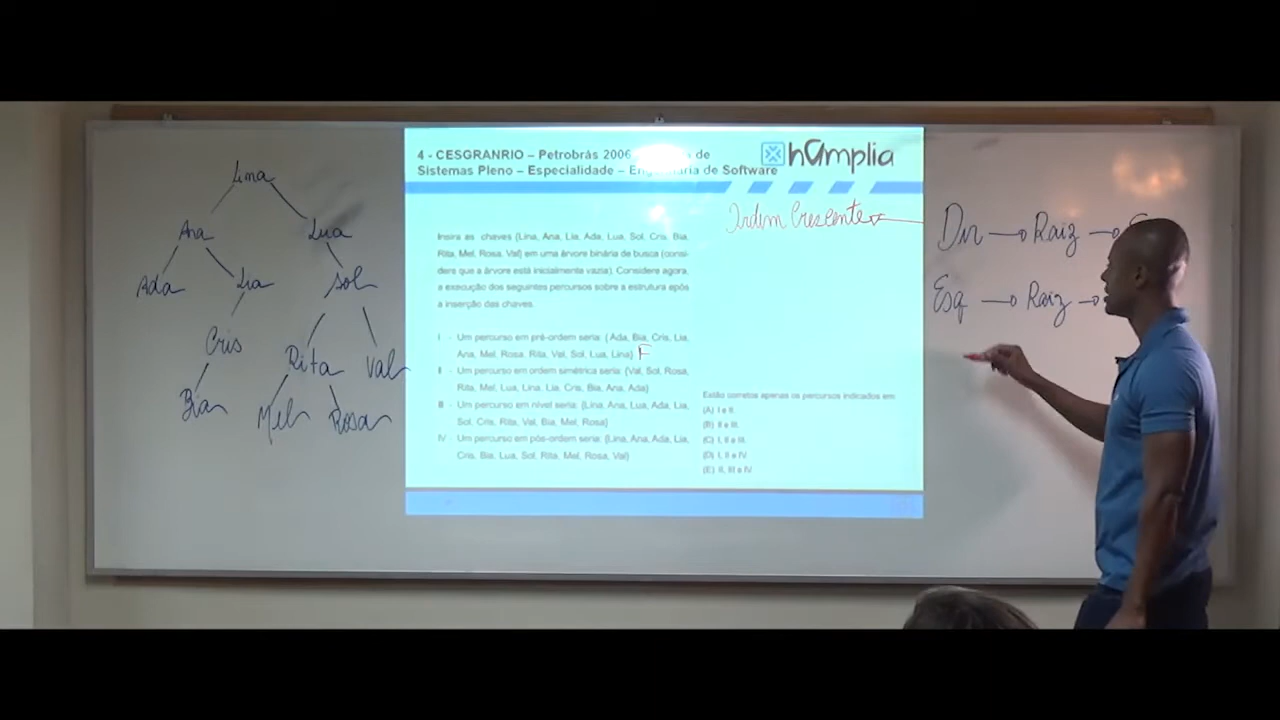 Lina
Ana
Lua
Ada
Lia
Sol
Cris
Rita
Val
Bia
Mel
Rosa
4 - CESGRANRIO – Petrobrás 2006 de
Sistemas Pleno – Especialidade – Engenharia de Software
hamplia
Ordem Crescente
Insira as chaves {Lina, Ana, Lia, Ada, Lua, Sol, Cris, Bia,
Rita, Mel, Rosa, Val} em uma árvore binária de busca (consi-
dere que a árvore está inicialmente vazia). Considere agora,
a execução dos seguintes percursos sobre a estrutura após
a inserção das chaves.
I - Um percurso em pré-ordem seria: { Ada, Bia, Cris, Lia,
Ana, Mel, Rosa, Rita, Val, Sol, Lua, Lina} F
II - Um percurso em ordem simétrica seria: {Val, Sol, Rosa,
Rita, Mel, Lua, Lina, Lia, Cris, Bia, Ana, Ada}
III - Um percurso em nível seria: {Lina, Ana, Lua, Ada, Lia,
Sol, Cris, Rita, Val, Bia, Mel, Rosa}
IV - Um percurso em pós-ordem seria: {Lina, Ana, Ada, Lia,
Cris, Bia, Lua, Sol, Rita, Mel, Rosa, Val}
Estão corretos apenas os percursos indicados em:
(A) I e II.
(B) II e III.
(C) I, II e III.
(D) I, II e IV
(E) II, III e IV
Dir → Raiz →
Esq → Raiz →